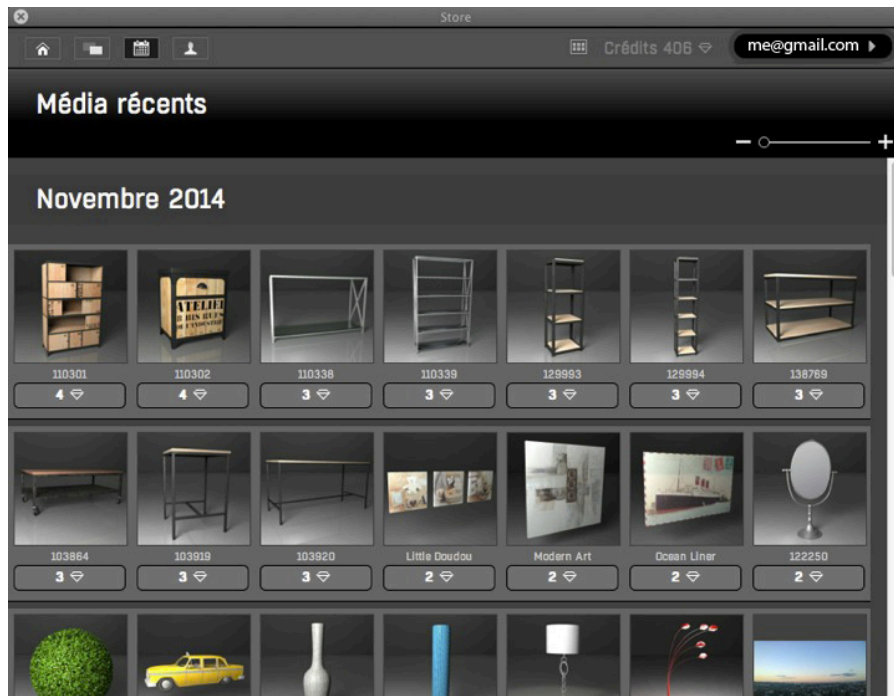 Store
Crédits 406
me@gmail.com
Média récents
Novembre 2014
110301 110302 110338 110339 129993 129994 138769
4 4 3 3 3 3 3
ATELIER
103864 103919 103920 Little Doudou Modern Art Ocean Liner 122250
3 3 3 2 2 2 2